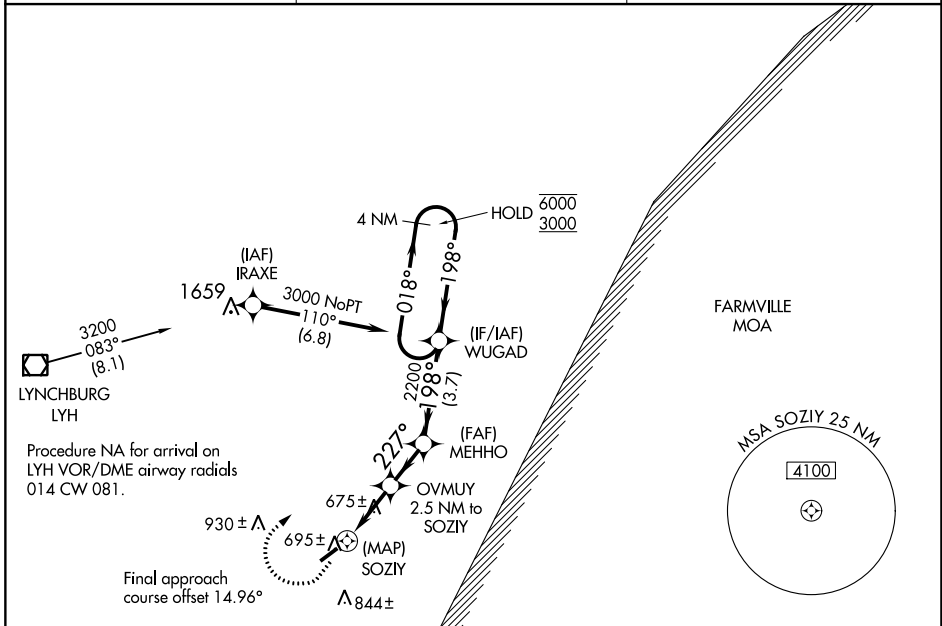 4 NM
HOLD
6000
3000
018°
198°
(IAF)
IRAXE
1659
3000 NoPT
110°
(6.8)
(IF/IAF)
WUGAD
FARMVILLE
MOA
3200
083°
(8.1)
LYNCHBURG
LYH
2200
198°
(3.7)
(FAF)
MEHHO
227°
Procedure NA for arrival on
LYH VOR/DME airway radials
014 CW 081.
OVMUY
2.5 NM to
SOZIY
675±
930±
695±
(MAP)
SOZIY
Final approach
course offset 14.96°
844±
MSA SOZIY 25 NM
4100